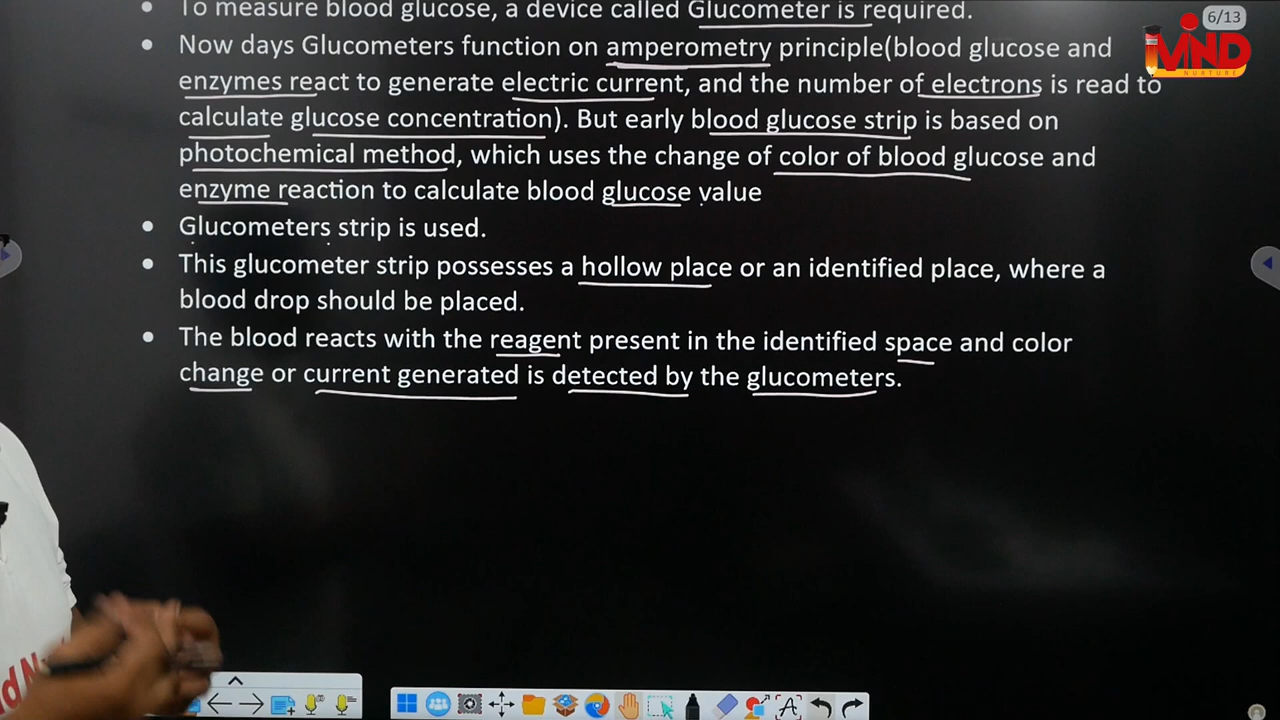 To measure blood glucose, a device called Glucometer is required.
Now days Glucometers function on amperometry principle(blood glucose and
enzymes react to generate electric current, and the number of electrons is read to
calculate glucose concentration). But early blood glucose strip is based on
photochemical method, which uses the change of color of blood glucose and
enzyme reaction to calculate blood glucose value
Glucometers strip is used.
This glucometer strip possesses a hollow place or an identified place, where a
blood drop should be placed.
The blood reacts with the reagent present in the identified space and color
change or current generated is detected by the glucometers.
6/13
MIND
NURTURE
d N
A